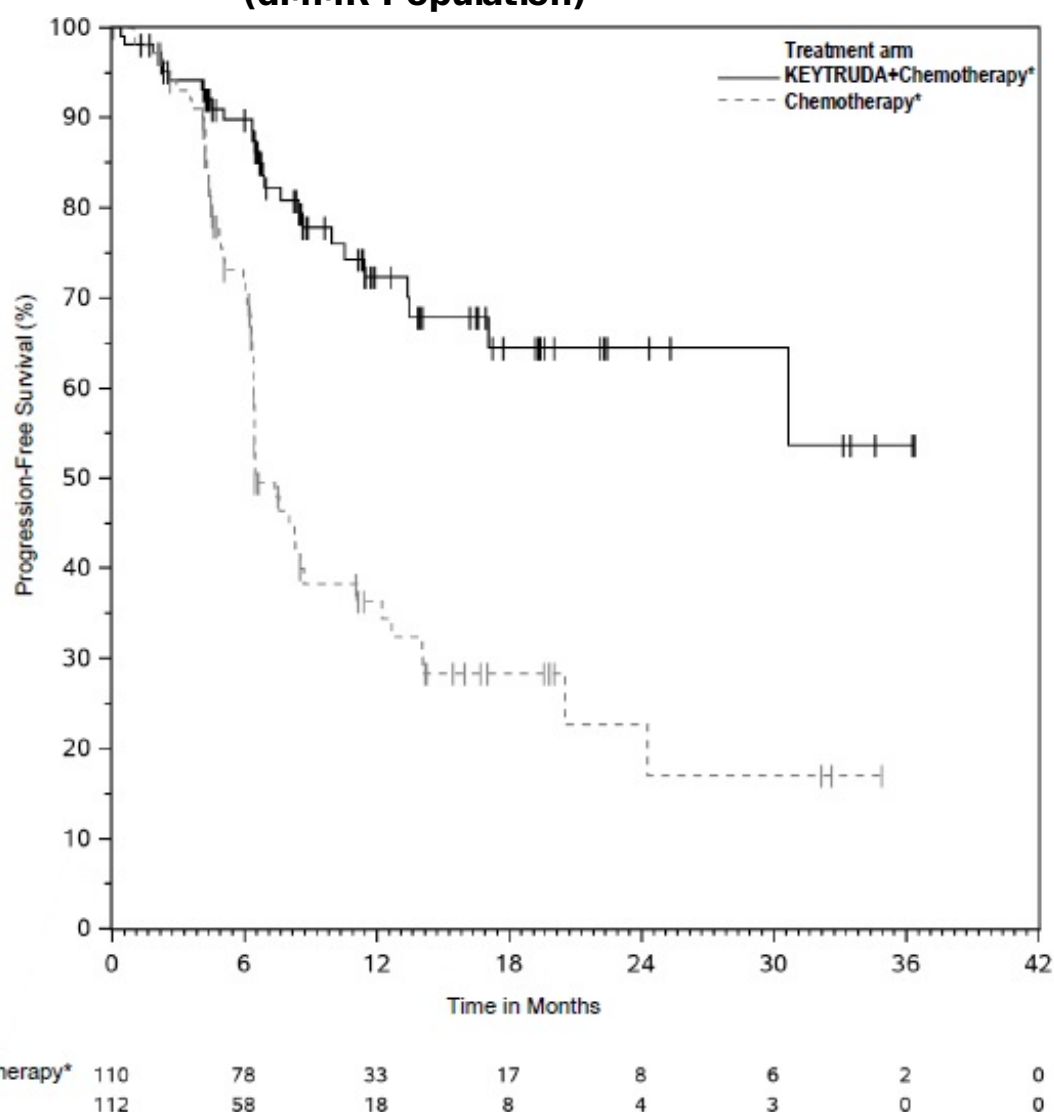 Treatment arm
KEYTRUDA+Chemotherapy*
Chemotherapy*
Progression-Free Survival (%)
100
90
80
70
60
50
40
30
20
10
0
0 6 12 18 24 30 36 42
Time in Months
herapy* 110 78 33 17 8 6 2 0
112 58 18 8 4 3 0 0